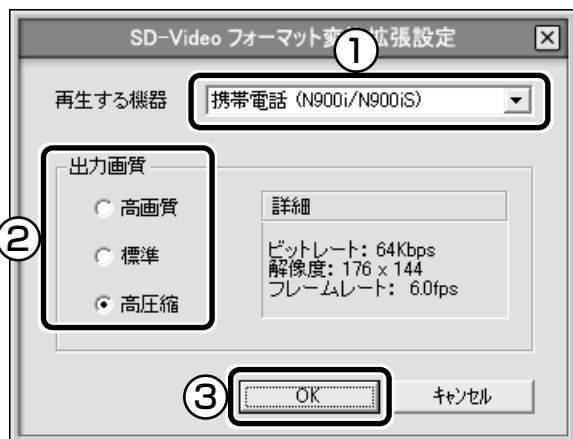 SD-Video フォーマット変 拡張設定
①
再生する機器 携帯電話 (N900i/N900iS)
②
出力画質
高画質
標準
高圧縮
詳細
ビットレート: 64Kbps
解像度: 176 x 144
フレームレート: 6.0fps
③
OK キャンセル